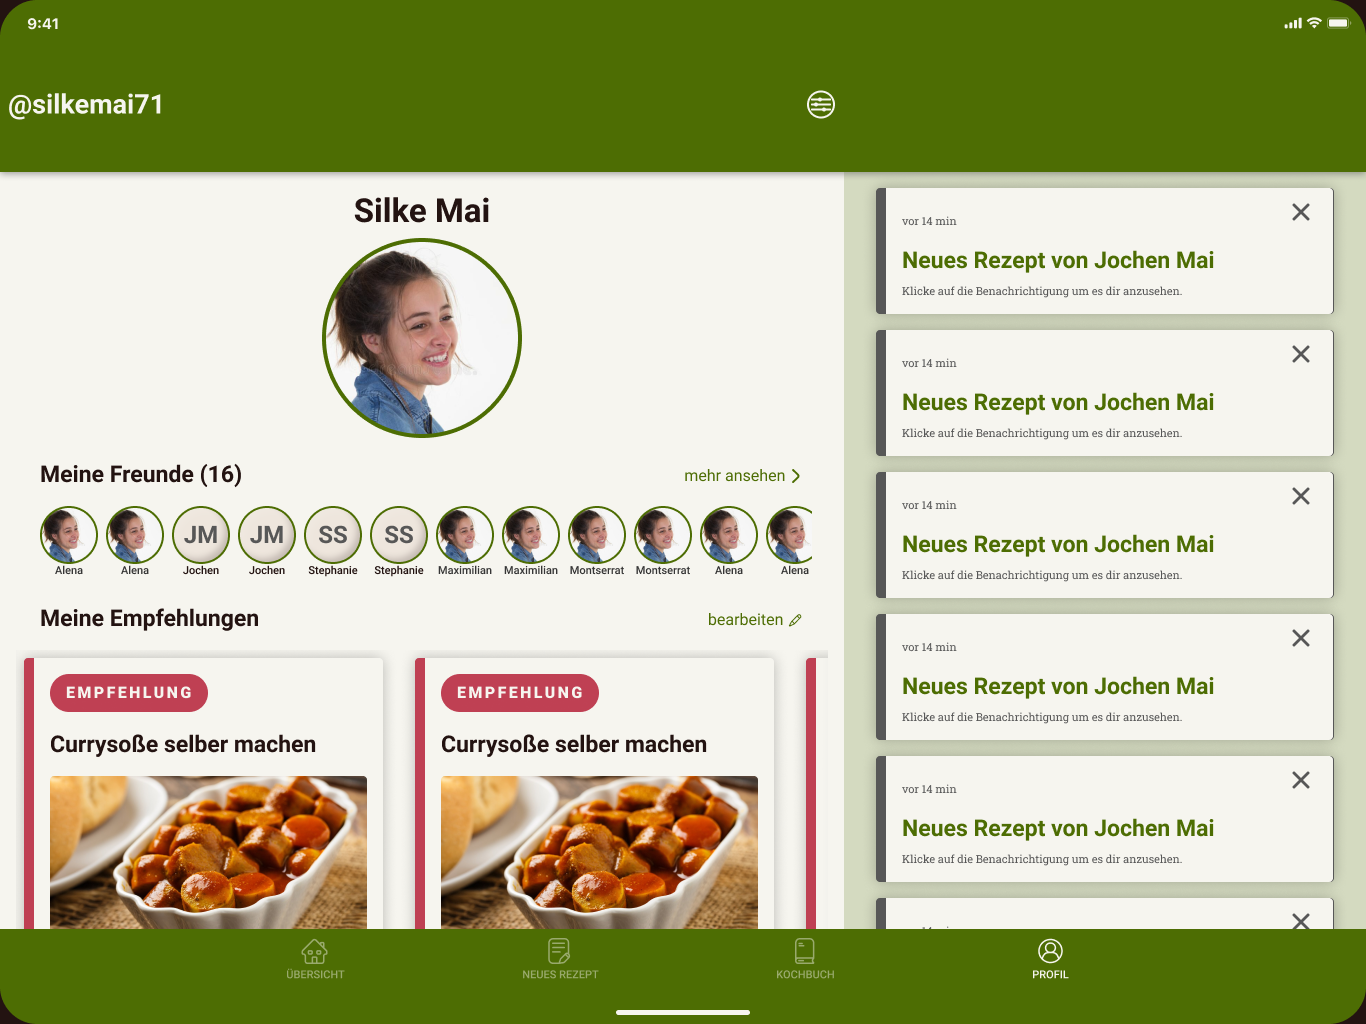 9:41
@silkemai71
Silke Mai
Meine Freunde (16)
mehr ansehen
JM
JM
SS
SS
Alena
Alena
Jochen
Jochen
Stephanie
Stephanie
Maximilian
Maximilian
Montserrat
Montserrat
Alena
Alena
Meine Empfehlungen
bearbeiten
EMPFEHLUNG
Currysoße selber machen
EMPFEHLUNG
Currysoße selber machen
vor 14 min
Neues Rezept von Jochen Mai
Klicke auf die Benachrichtigung um es dir anzusehen.
vor 14 min
Neues Rezept von Jochen Mai
Klicke auf die Benachrichtigung um es dir anzusehen.
vor 14 min
Neues Rezept von Jochen Mai
Klicke auf die Benachrichtigung um es dir anzusehen.
vor 14 min
Neues Rezept von Jochen Mai
Klicke auf die Benachrichtigung um es dir anzusehen.
vor 14 min
Neues Rezept von Jochen Mai
Klicke auf die Benachrichtigung um es dir anzusehen.
ÜBERSICHT
NEUES REZEPT
KOCHBUCH
PROFIL